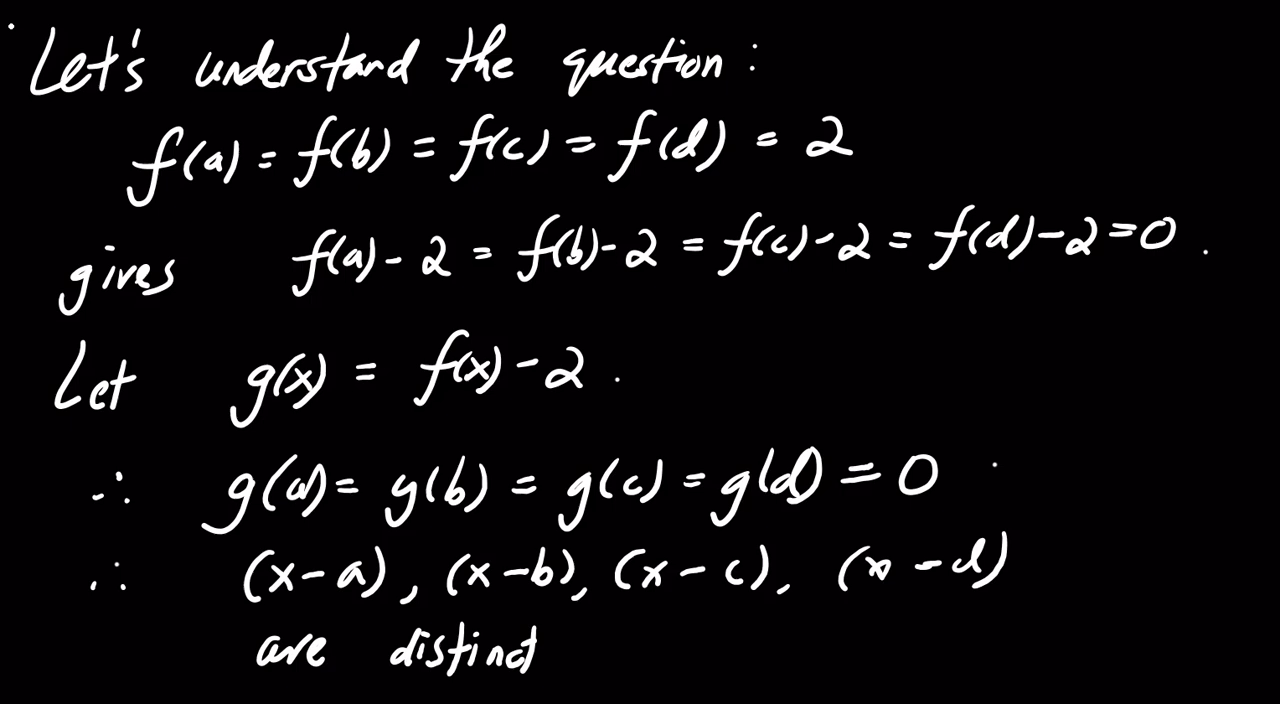 Let's understand the question :
f(a) = f(b) = f(c) = f(d) = 2
gives f(a) - 2 = f(b) - 2 = f(c) - 2 = f(d) - 2 = 0 .
Let g(x) = f(x) - 2 .
∴ g(a) = g(b) = g(c) = g(d) = 0
∴ (x-a), (x-b), (x-c), (x-d)
are distinct